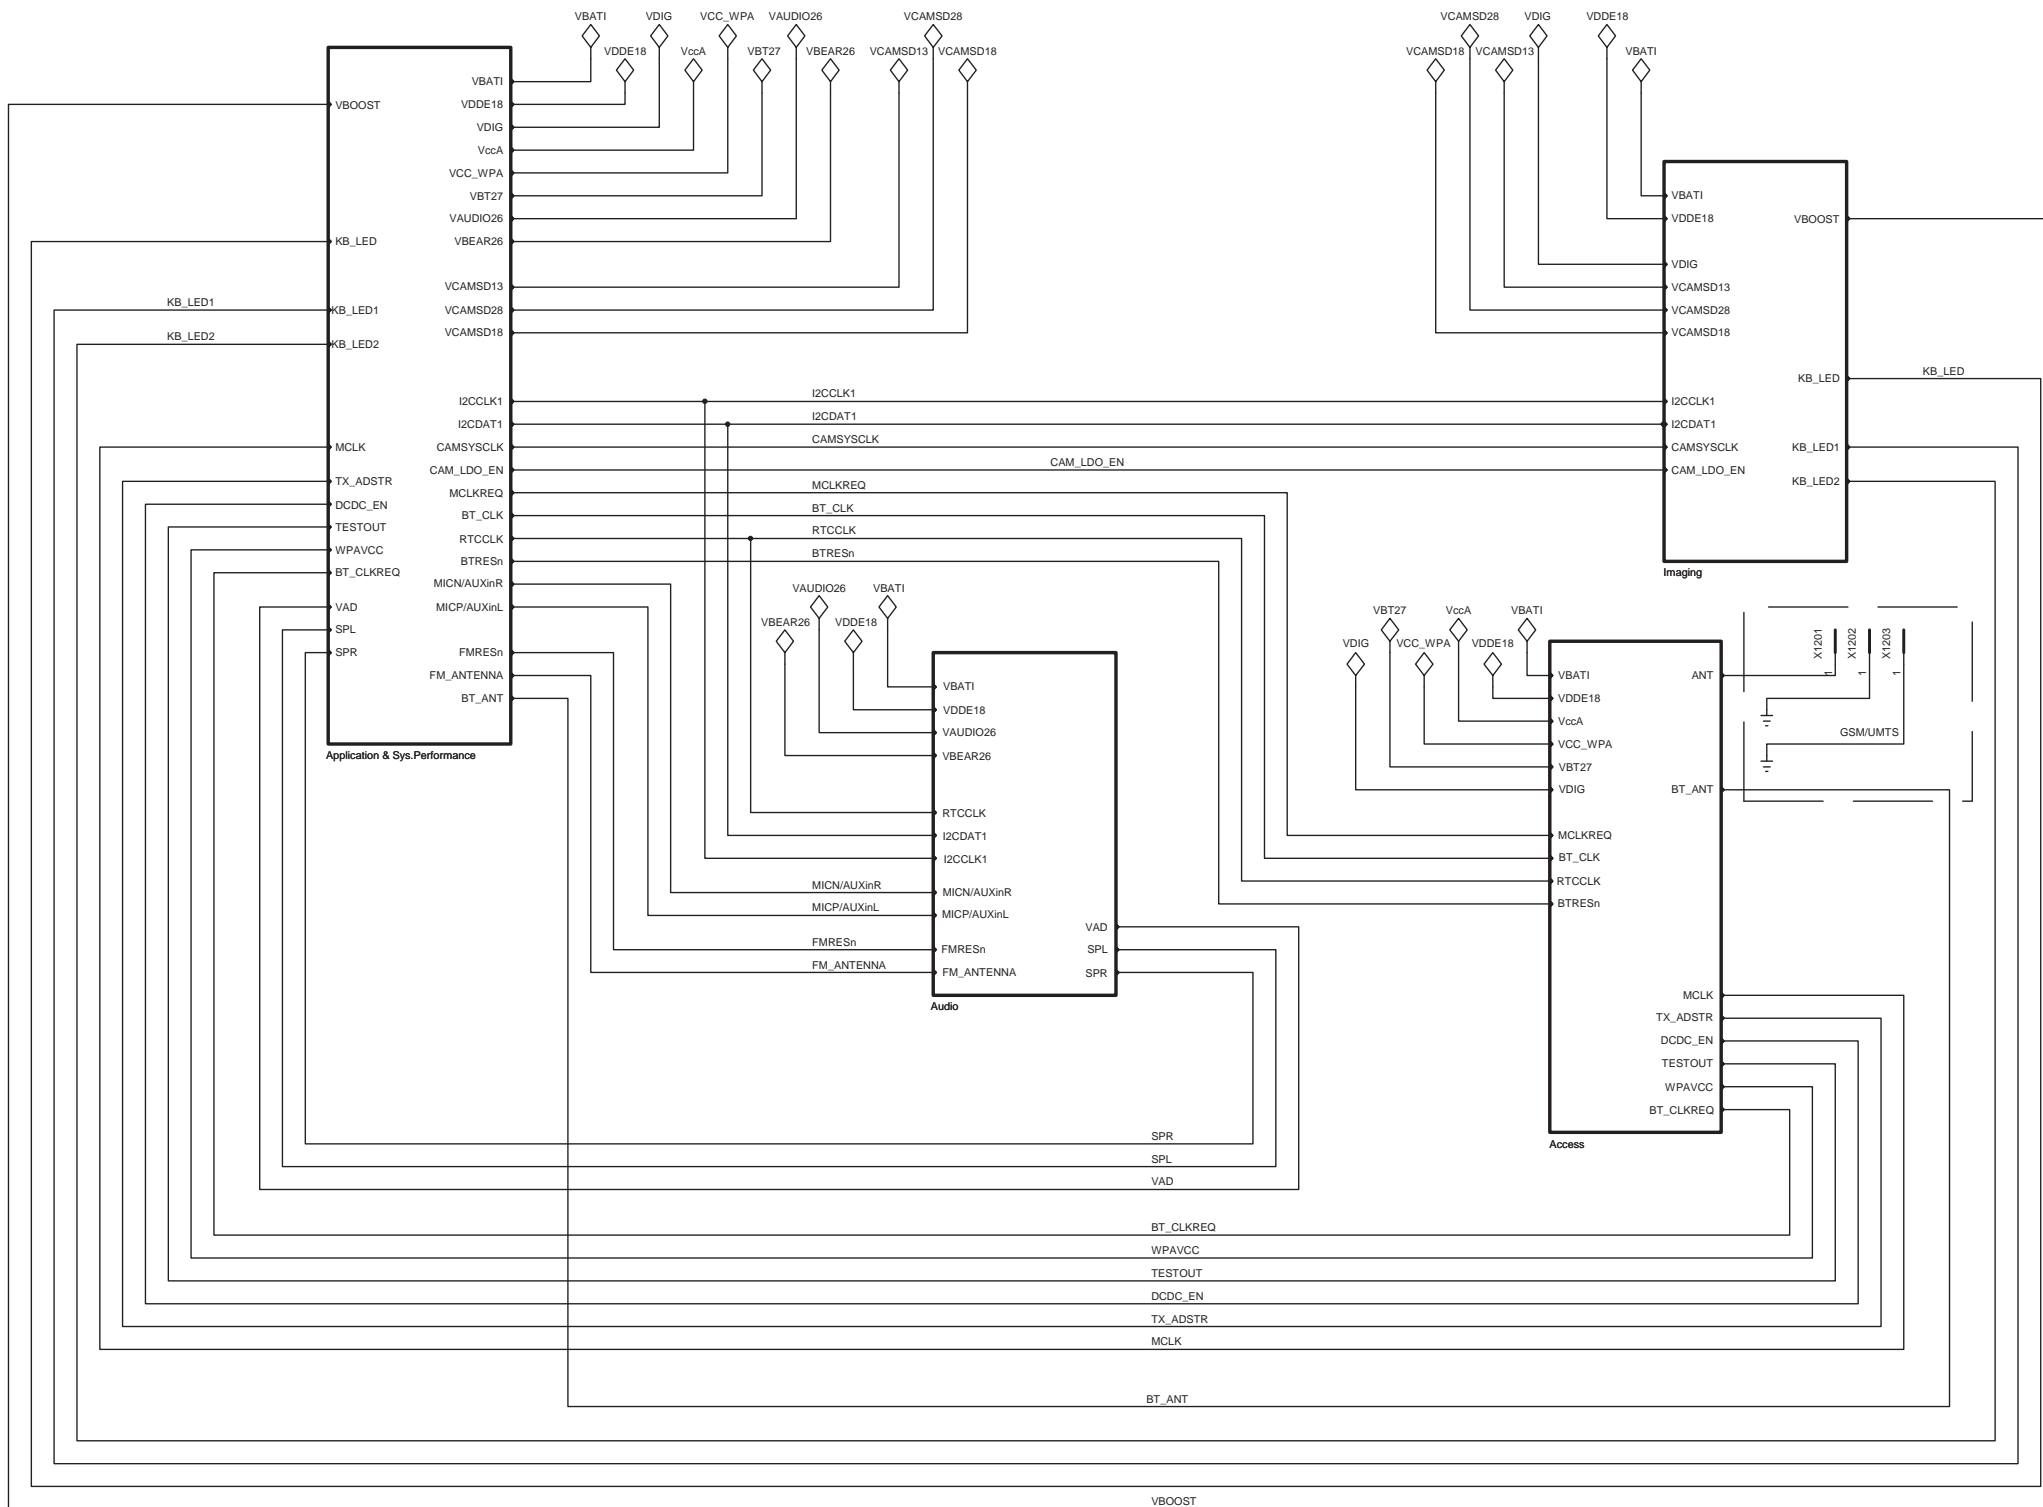 VBATI
VDIG
VCC_WPA
VAUDIO26
VCAMSD28
VDDE18
VccA
VBT27
VBEAR26
VCAMSD13
VCAMSD18
VCAMSD28
VDIG
VDDE18
VCAMSD18
VCAMSD13
VBATI
VBOOST
KB_LED
KB_LED1
KB_LED1
KB_LED2
KB_LED2
MCLK
TX_ADSTR
DCDC_EN
TESTOUT
WPAVCC
BT_CLKREQ
VAD
SPL
SPR
VBATI
VDDE18
VDIG
VccA
VCC_WPA
VBT27
VAUDIO26
VBEAR26
VCAMSD13
VCAMSD28
VCAMSD18
I2CCLK1
I2CDAT1
CAMSYSCLK
CAM_LDO_EN
MCLKREQ
BT_CLK
RTCCLK
BTRESn
MICN/AUXinR
MICP/AUXinL
FMRESn
FM_ANTENNA
BT_ANT
Application & Sys.Performance
I2CCLK1
I2CDAT1
CAMSYSCLK
CAM_LDO_EN
MCLKREQ
BT_CLK
RTCCLK
BTRESn
VBATI
VDDE18
VDIG
VCAMSD13
VCAMSD28
VCAMSD18
I2CCLK1
I2CDAT1
CAMSYSCLK
CAM_LDO_EN
VBOOST
KB_LED
KB_LED
KB_LED1
KB_LED2
Imaging
VAUDIO26
VBATI
VBEAR26
VDDE18
VBATI
VDDE18
VAUDIO26
VBEAR26
RTCCLK
I2CDAT1
I2CCLK1
MICN/AUXinR
MICN/AUXinR
MICP/AUXinL
MICP/AUXinL
FMRESn
FMRESn
FM_ANTENNA
FM_ANTENNA
VAD
SPL
SPR
Audio
VBT27
VccA
VBATI
VDIG
VCC_WPA
VDDE18
VBATI
VDDE18
VccA
VCC_WPA
VBT27
VDIG
MCLKREQ
BT_CLK
RTCCLK
BTRESn
ANT
BT_ANT
MCLK
TX_ADSTR
DCDC_EN
TESTOUT
WPAVCC
BT_CLKREQ
Access
X1201
X1202
X1203
1
1
1
GSM/UMTS
SPR
SPL
VAD
BT_CLKREQ
WPAVCC
TESTOUT
DCDC_EN
TX_ADSTR
MCLK
BT_ANT
VBOOST